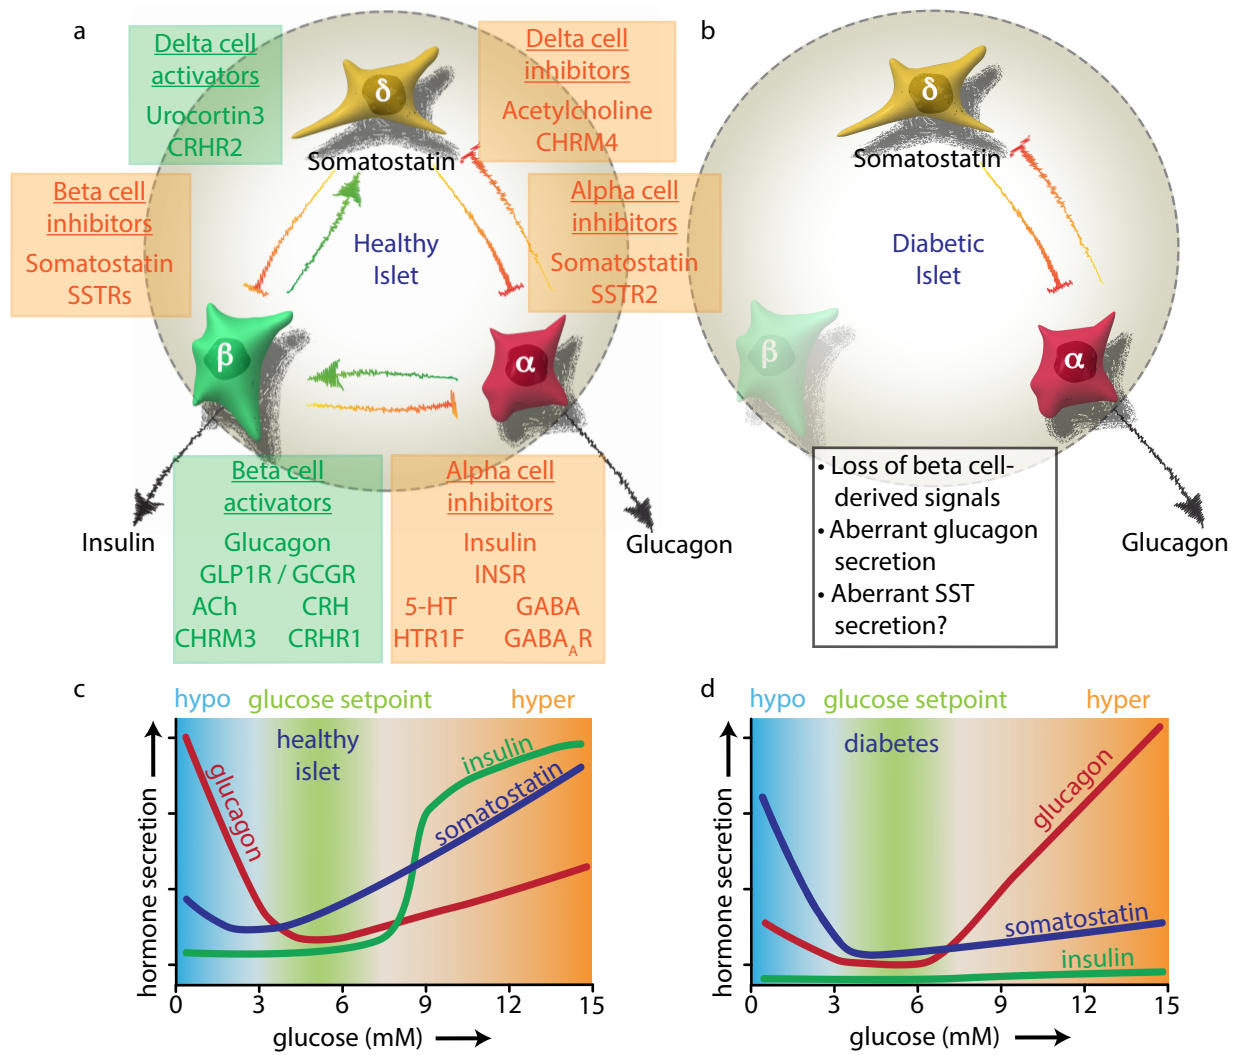 a
Delta cell
activators
Urocortin3
CRHR2
δ
Delta cell
inhibitors
Acetylcholine
CHRM4
Somatostatin
Beta cell
inhibitors
Somatostatin
SSTRs
Healthy
Islet
Alpha cell
inhibitors
Somatostatin
SSTR2
β
α
Insulin
Beta cell
activators
Glucagon
GLP1R / GCGR
ACh CRH
CHRM3 CRHR1
Alpha cell
inhibitors
Insulin
INSR
5-HT GABA
HTR1F GABA_AR
Glucagon
b
δ
Somatostatin
Diabetic
Islet
β
α
• Loss of beta cell-
derived signals
• Aberrant glucagon
secretion
• Aberrant SST
secretion?
Glucagon
c
hypo glucose setpoint hyper
healthy
islet
glucagon
insulin
somatostatin
hormone secretion
0 3 6 9 12 15
glucose (mM)
d
hypo glucose setpoint hyper
diabetes
glucagon
somatostatin
insulin
hormone secretion
0 3 6 9 12 15
glucose (mM)